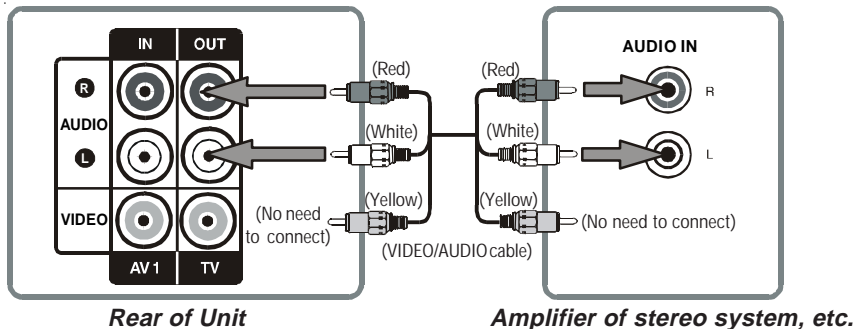 IN OUT
R
AUDIO
L
VIDEO
AV 1 TV
(Red)
(White)
(Yellow)
(No need
to connect)
(VIDEO/AUDIO cable)
(Red)
(White)
(Yellow)
AUDIO IN
R
L
(No need to connect)
Rear of Unit
Amplifier of stereo system, etc.